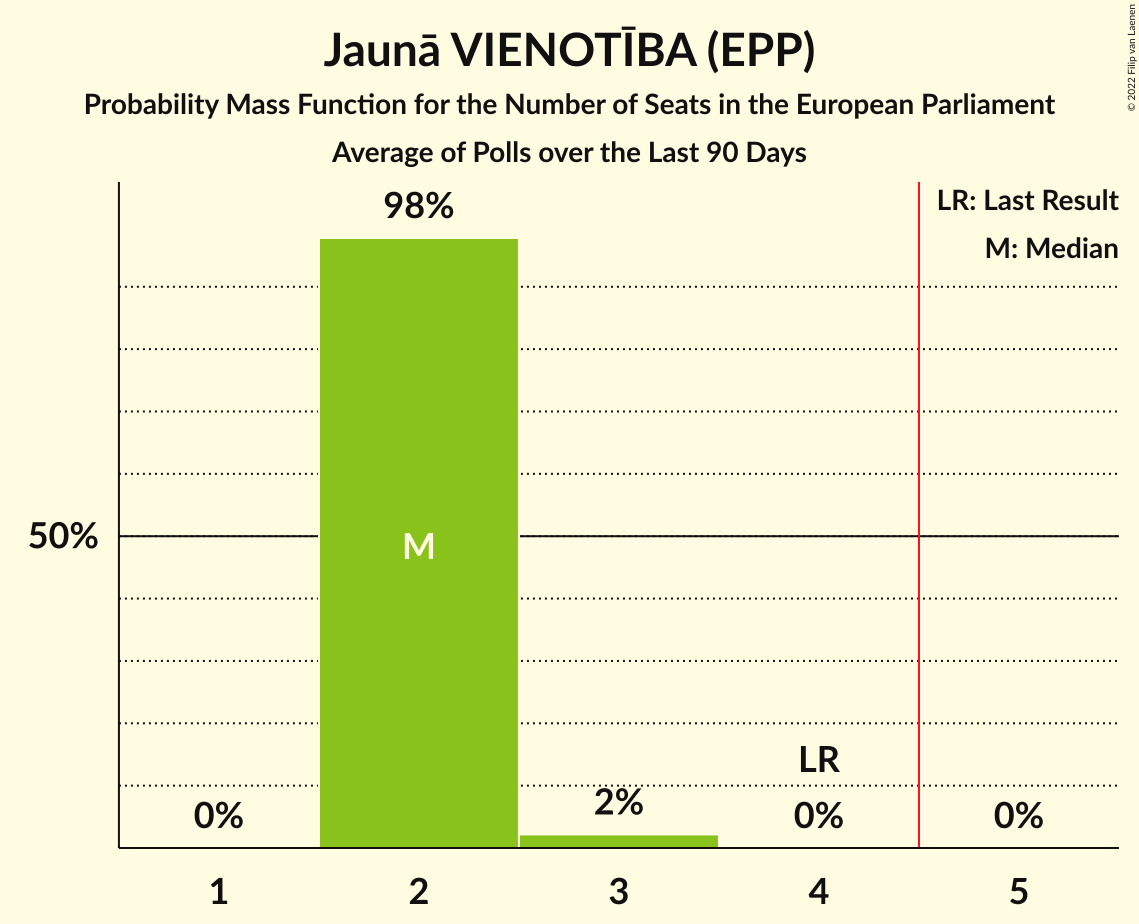 Jaunā VIENOTĪBA (EPP)
Probability Mass Function for the Number of Seats in the European Parliament
Average of Polls over the Last 90 Days
© 2022 Filip van Laenen
LR: Last Result
M: Median
98%
50%
M
LR
0%
2%
0%
0%
1
2
3
4
5